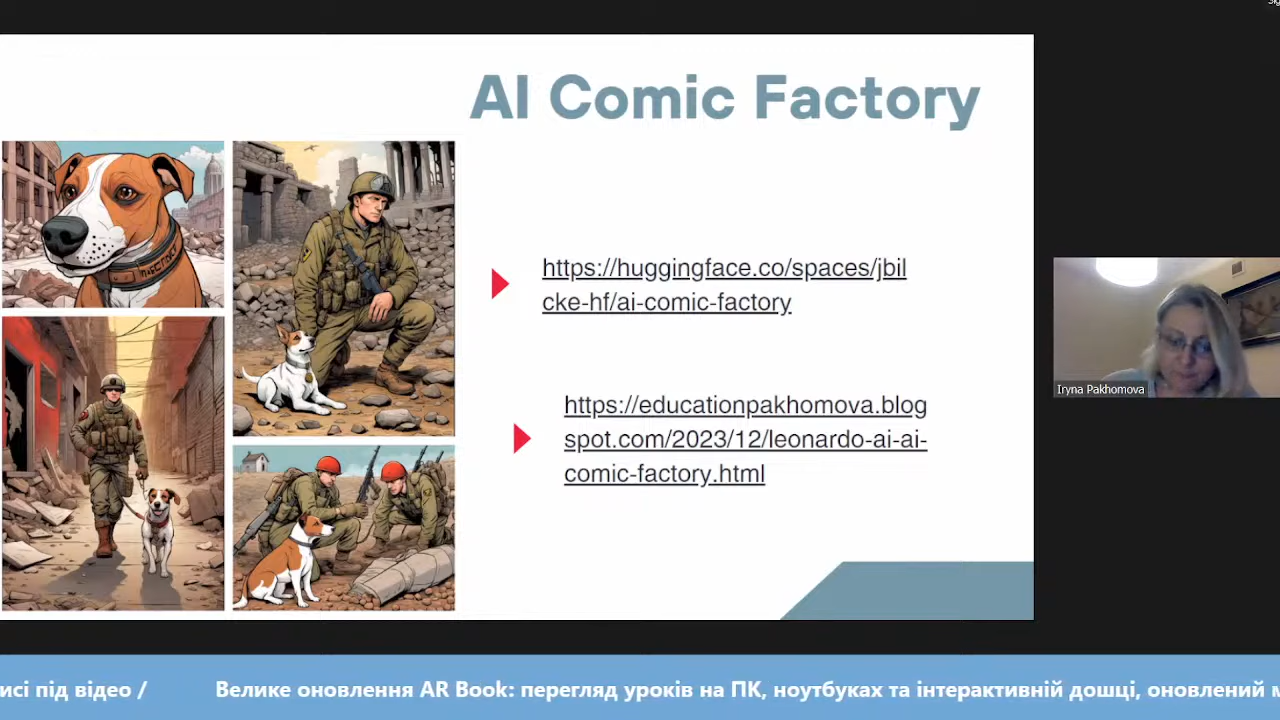 AI Comic Factory
https://huggingface.co/spaces/jbil
cke-hf/ai-comic-factory
https://educationpakhomova.blog
spot.com/2023/12/leonardo-ai-ai-
comic-factory.html
Iryna Pakhomova
исі під відео / Велике оновлення AR Book: перегляд уроків на ПК, ноутбуках та інтерактивній дошці, оновлений м